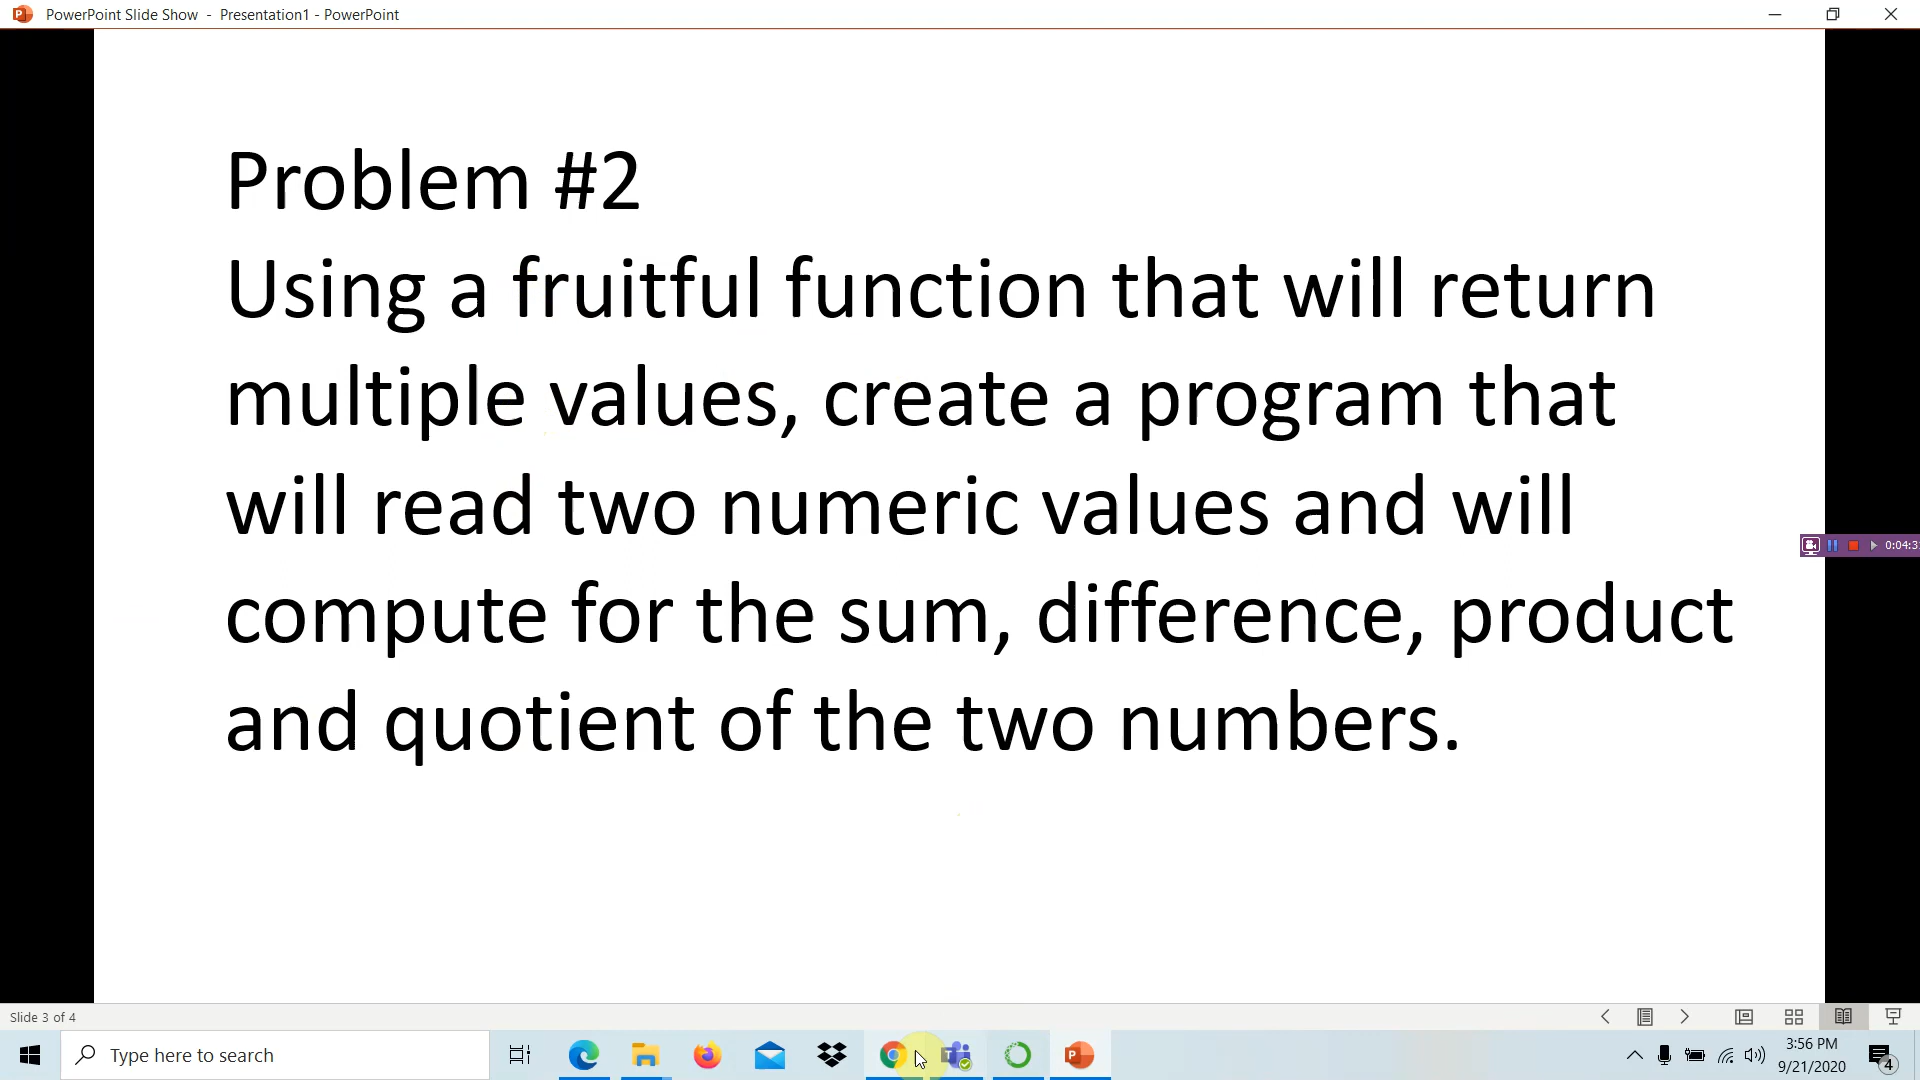 PowerPoint Slide Show - Presentation1 - PowerPoint
Problem #2
Using a fruitful function that will return
multiple values, create a program that
will read two numeric values and will
compute for the sum, difference, product
and quotient of the two numbers.
Slide 3 of 4
Type here to search
3:56 PM
9/21/2020
4